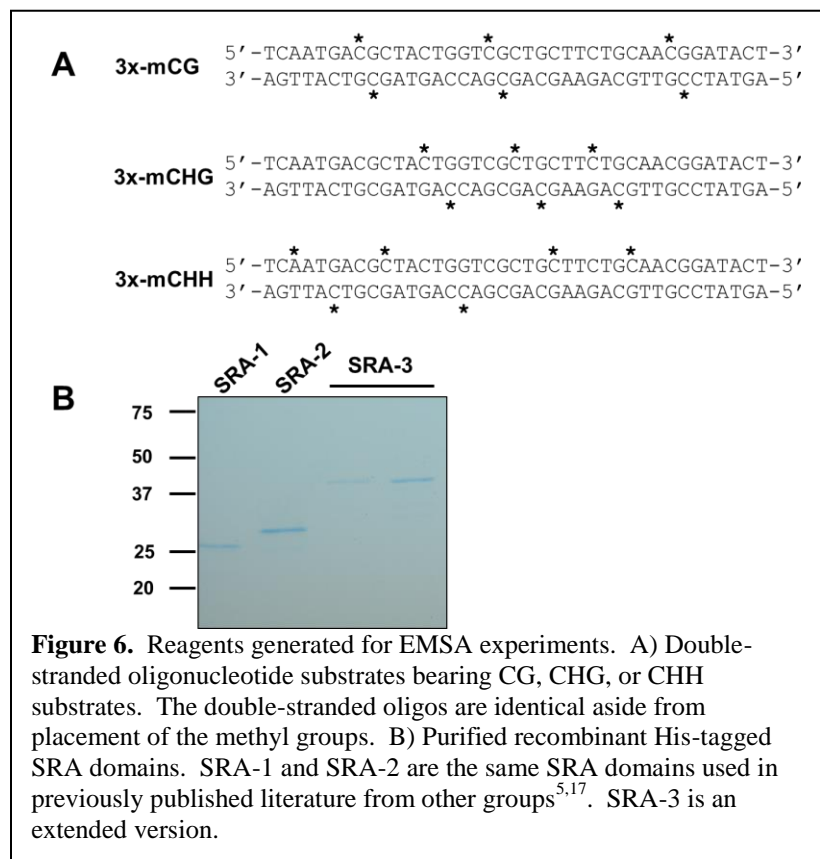 A
* * *
3x-mCG 5’-TCAATGACGCTACTGGTCGCTGCTTCTGCAACGGATACT-3’
3’-AGTTACTGCGATGACCAGCGACGAAGACGTTGCCTATGA-5’
* * *
* * *
3x-mCHG 5’-TCAATGACGCTACTGGTCGCTGCTTCTGCAACGGATACT-3’
3’-AGTTACTGCGATGACCAGCGACGAAGACGTTGCCTATGA-5’
* * *
* * * *
3x-mCHH 5’-TCAATGACGCTACTGGTCGCTGCTTCTGCAACGGATACT-3’
3’-AGTTACTGCGATGACCAGCGACGAAGACGTTGCCTATGA-5’
* *
B
SRA-1 SRA-2 SRA-3
75
50
37
25
20
Figure 6. Reagents generated for EMSA experiments. A) Double-
stranded oligonucleotide substrates bearing CG, CHG, or CHH
substrates. The double-stranded oligos are identical aside from
placement of the methyl groups. B) Purified recombinant His-tagged
SRA domains. SRA-1 and SRA-2 are the same SRA domains used in
previously published literature from other groups5,17. SRA-3 is an
extended version.